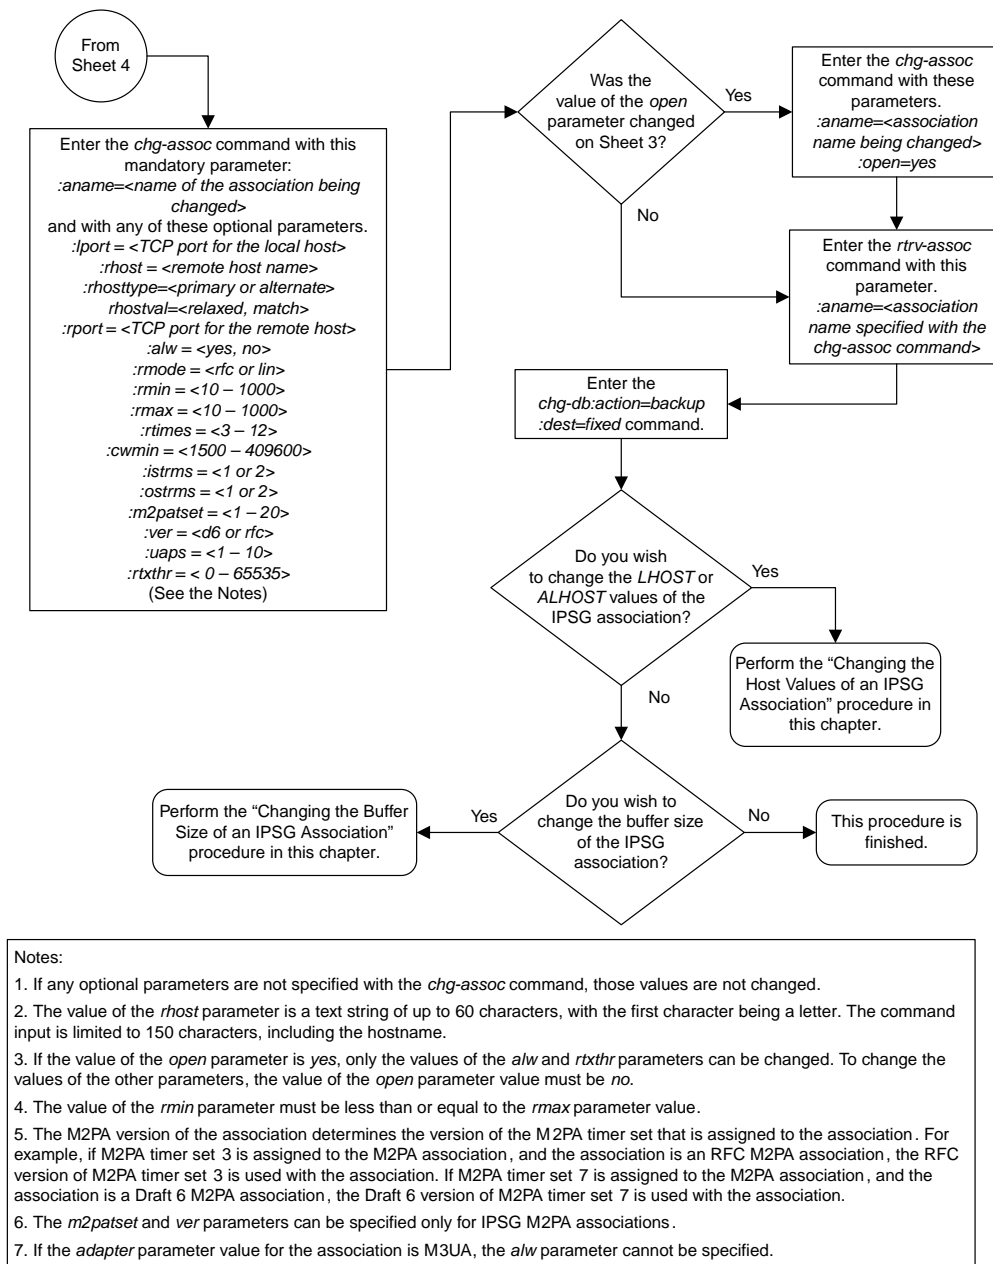 From
Sheet 4
Enter the chg-assoc command with this
mandatory parameter:
:aname=<name of the association being
changed>
and with any of these optional parameters.
:lport = <TCP port for the local host>
:rhost = <remote host name>
:rhosttype=<primary or alternate>
rhostval=<relaxed, match>
:rport = <TCP port for the remote host>
:alw = <yes, no>
:rmode = <rfc or lin>
:rmin = <10 – 1000>
:rmax = <10 – 1000>
:rtimes = <3 – 12>
:cwmin = <1500 – 409600>
:istrms = <1 or 2>
:ostrms = <1 or 2>
:m2patset = <1 – 20>
:ver = <d6 or rfc>
:uaps = <1 – 10>
:rtxthr = < 0 – 65535>
(See the Notes)
Was the
value of the open
parameter changed
on Sheet 3?
Yes
No
Enter the chg-assoc
command with these
parameters.
:aname=<association
name being changed>
:open=yes
Enter the rtrv-assoc
command with this
parameter.
:aname=<association
name specified with the
chg-assoc command>
Enter the
chg-db:action=backup
:dest=fixed command.
Do you wish
to change the LHOST or
ALHOST values of the
IPSG association?
Yes
No
Perform the “Changing the
Host Values of an IPSG
Association” procedure in
this chapter.
Do you wish to
change the buffer size
of the IPSG
association?
Yes
No
Perform the “Changing the Buffer
Size of an IPSG Association”
procedure in this chapter.
This procedure is
finished.
Notes:
1. If any optional parameters are not specified with the chg-assoc command, those values are not changed.
2. The value of the rhost parameter is a text string of up to 60 characters, with the first character being a letter. The command
input is limited to 150 characters, including the hostname.
3. If the value of the open parameter is yes, only the values of the alw and rtxthr parameters can be changed. To change the
values of the other parameters, the value of the open parameter value must be no.
4. The value of the rmin parameter must be less than or equal to the rmax parameter value.
5. The M2PA version of the association determines the version of the M2PA timer set that is assigned to the association. For
example, if M2PA timer set 3 is assigned to the M2PA association, and the association is an RFC M2PA association, the RFC
version of M2PA timer set 3 is used with the association. If M2PA timer set 7 is assigned to the M2PA association, and the
association is a Draft 6 M2PA association, the Draft 6 version of M2PA timer set 7 is used with the association.
6. The m2patset and ver parameters can be specified only for IPSG M2PA associations.
7. If the adapter parameter value for the association is M3UA, the alw parameter cannot be specified.